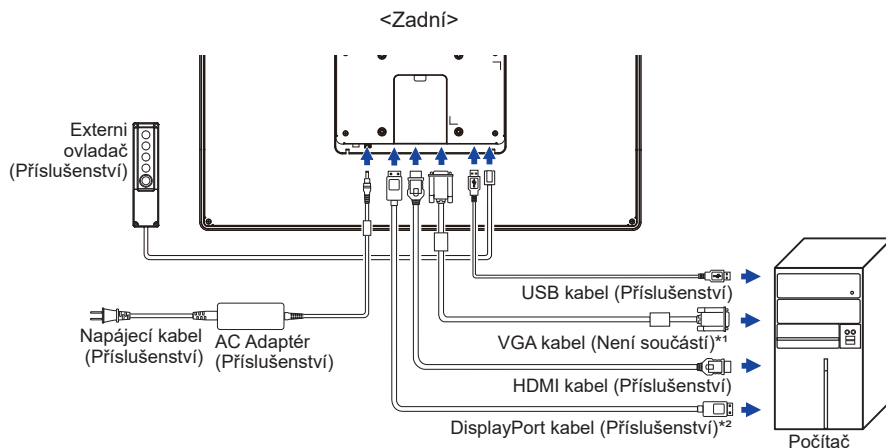 <Zadní>
Externi
ovladač
(Příslušenství)
USB kabel (Příslušenství)
Napájecí kabel
(Příslušenství)
AC Adaptér
(Příslušenství)
VGA kabel (Není součástí)*¹
HDMI kabel (Příslušenství)
DisplayPort kabel (Příslušenství)*²
Počítač